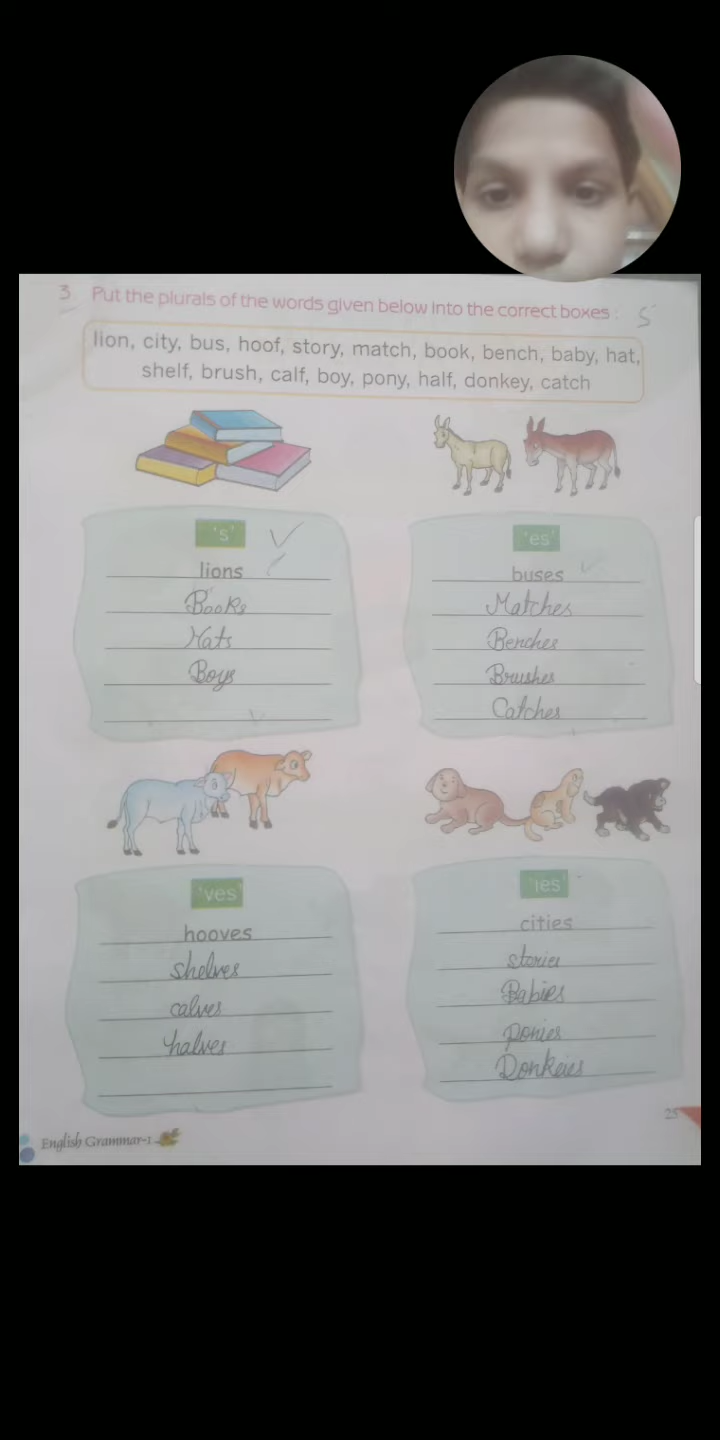 3 Put the plurals of the words given below into the correct boxes : 5
lion, city, bus, hoof, story, match, book, bench, baby, hat,
shelf, brush, calf, boy, pony, half, donkey, catch
's'
lions
Books
Hats
Boys
'es'
buses
Matches
Benches
Brushes
Catches
'ves'
hooves
shelves
calves
halves
'ies'
cities
stories
Babies
ponies
Donkeies
25
English Grammar-1